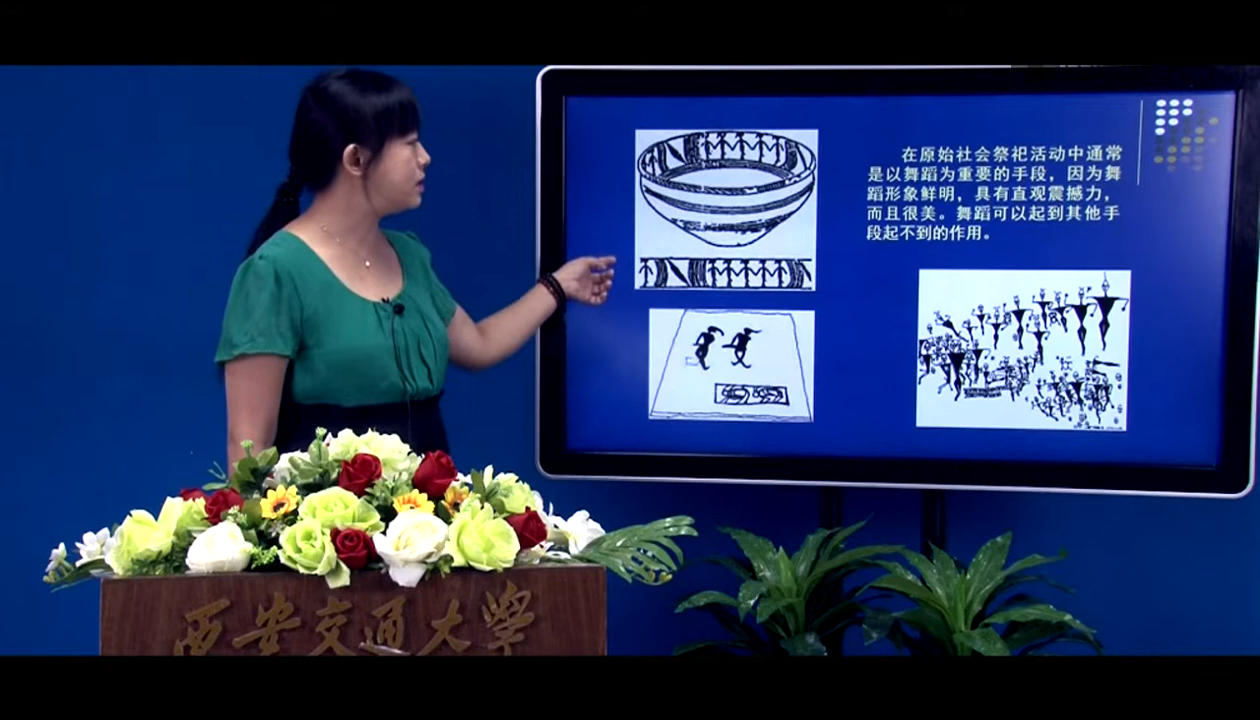 在原始社会祭祀活动中通常
是以舞蹈为重要的手段，因为舞
蹈形象鲜明，具有直观震撼力，
而且很美。舞蹈可以起到其他手
段起不到的作用。
西安交通大学